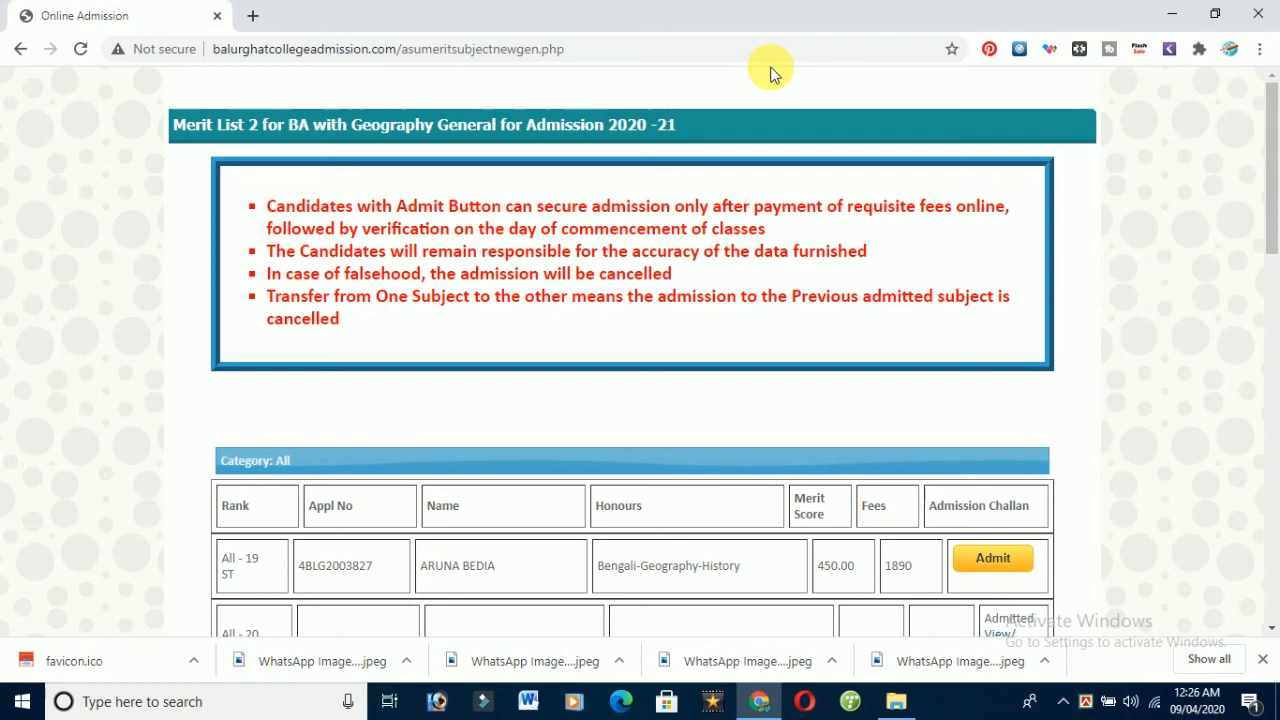 Online Admission
Not secure balurghatcollegeadmission.com/asumeritsubjectnewgen.php
Flash
Sale
Merit List 2 for BA with Geography General for Admission 2020 -21
Candidates with Admit Button can secure admission only after payment of requisite fees online,
followed by verification on the day of commencement of classes
The Candidates will remain responsible for the accuracy of the data furnished
In case of falsehood, the admission will be cancelled
Transfer from One Subject to the other means the admission to the Previous admitted subject is
cancelled
Category: All
Rank Appl No Name Honours Merit Score Fees Admission Challan
All - 19 ST 4BLG2003827 ARUNA BEDIA Bengali-Geography-History 450.00 1890 Admit
All - 20 Admitted
View/
Activate Windows
Go to Settings to activate Windows.
favicon.ico WhatsApp Image....jpeg WhatsApp Image....jpeg WhatsApp Image....jpeg WhatsApp Image....jpeg Show all
Type here to search
12:26 AM
09/04/2020